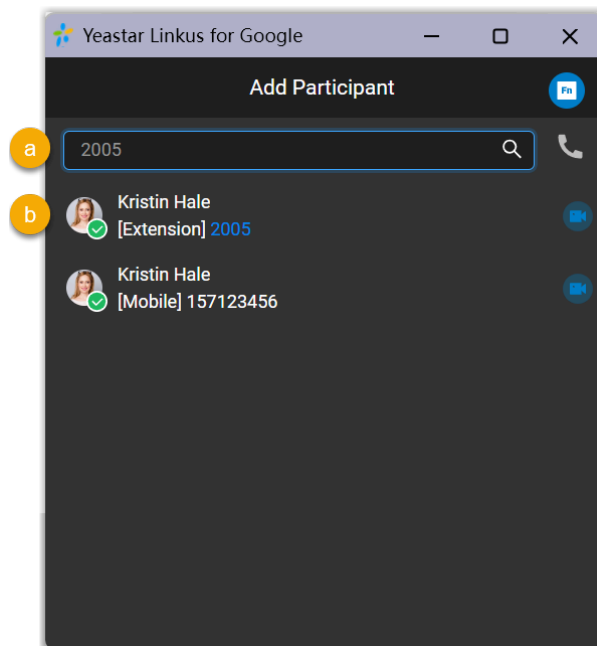 Yeastar Linkus for Google
Add Participant
Fn
a
2005
b
Kristin Hale
[Extension] 2005
Kristin Hale
[Mobile] 157123456